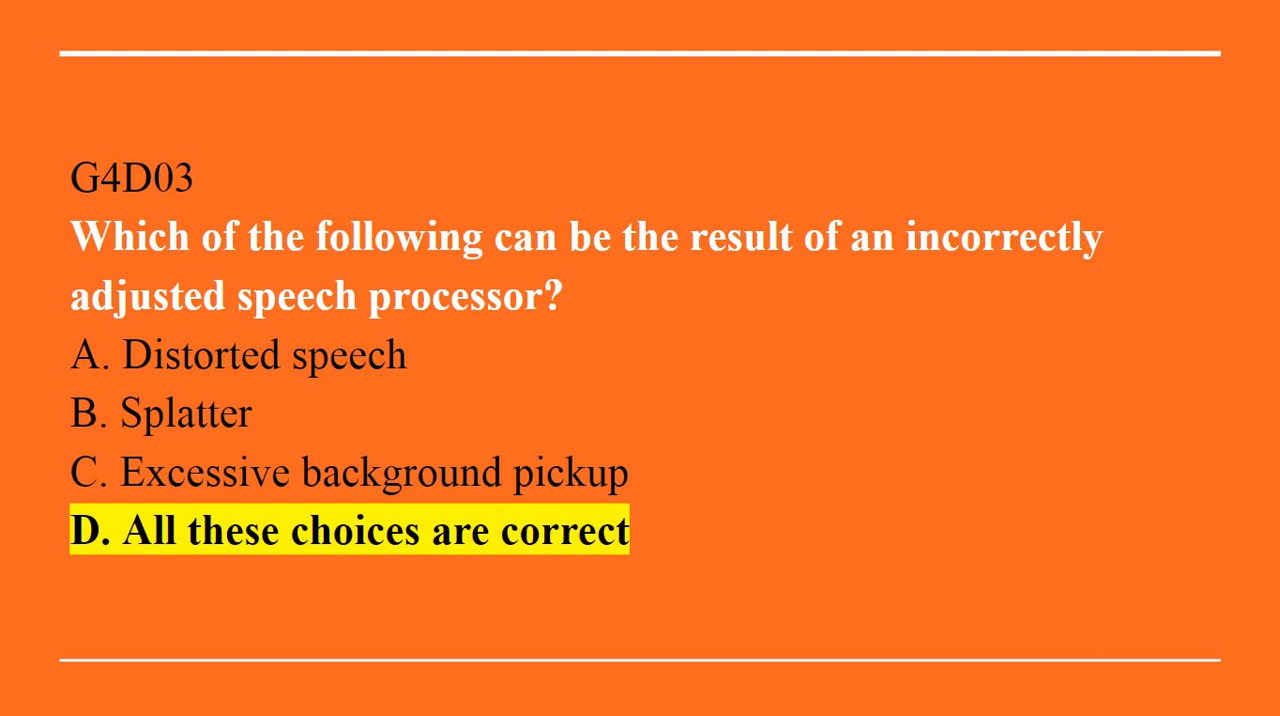 G4D03
Which of the following can be the result of an incorrectly
adjusted speech processor?
A. Distorted speech
B. Splatter
C. Excessive background pickup
D. All these choices are correct